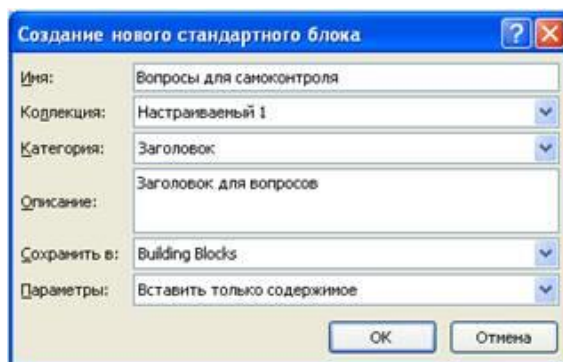 Создание нового стандартного блока
Имя: Вопросы для самоконтроля
Коллекция: Настраиваемый 1
Категория: Заголовок
Описание: Заголовок для вопросов
Сохранить в: Building Blocks
Параметры: Вставить только содержимое
ОК Отмена